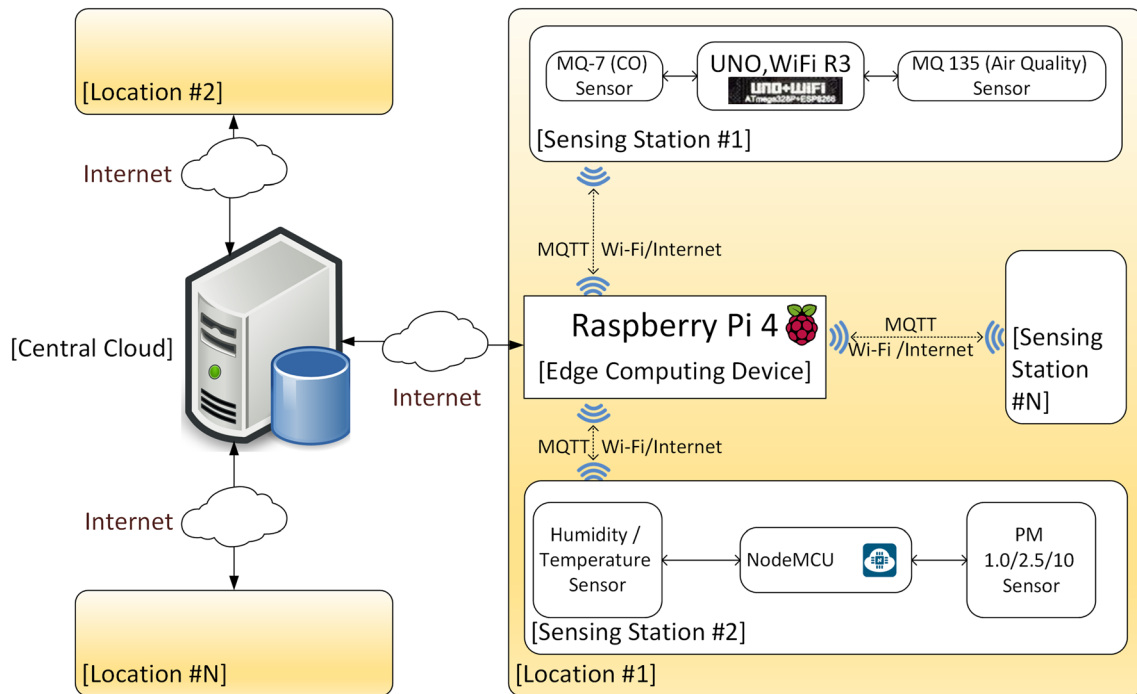 [Location #2]
Internet
[Central Cloud]
Internet
Internet
[Location #N]
MQ-7 (CO)
Sensor
UNO,WiFi R3
UNO+WiFi
ATmega328P+ESP8266
MQ 135 (Air Quality)
Sensor
[Sensing Station #1]
MQTT
Wi-Fi/Internet
Raspberry Pi 4
[Edge Computing Device]
MQTT
Wi-Fi /Internet
[Sensing
Station
#N]
MQTT
Wi-Fi/Internet
Humidity /
Temperature
Sensor
NodeMCU
PM
1.0/2.5/10
Sensor
[Sensing Station #2]
[Location #1]